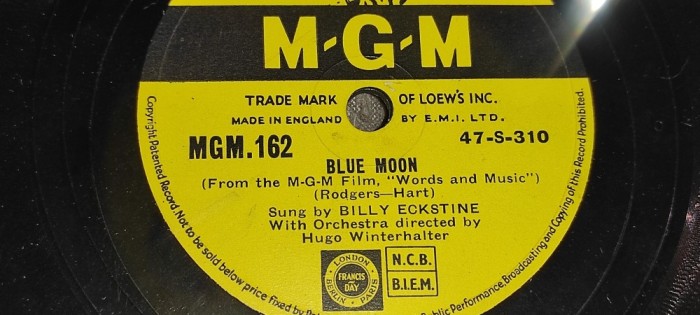 M-G-M
TRADE MARK OF LOEW'S INC.
MADE IN ENGLAND BY E.M.I. LTD.
MGM.162 47-S-310
BLUE MOON
(From the M-G-M Film, "Words and Music")
(Rodgers—Hart)
Sung by BILLY ECKSTINE
With Orchestra directed by
Hugo Winterhalter
LONDON
FRANCIS DAY
BERLIN PARIS
N.C.B.
B.I.E.M.
Copyright Patented Record. Not to be sold below price fixed by
Public Performance, Broadcasting and Copying of this Record Prohibited.